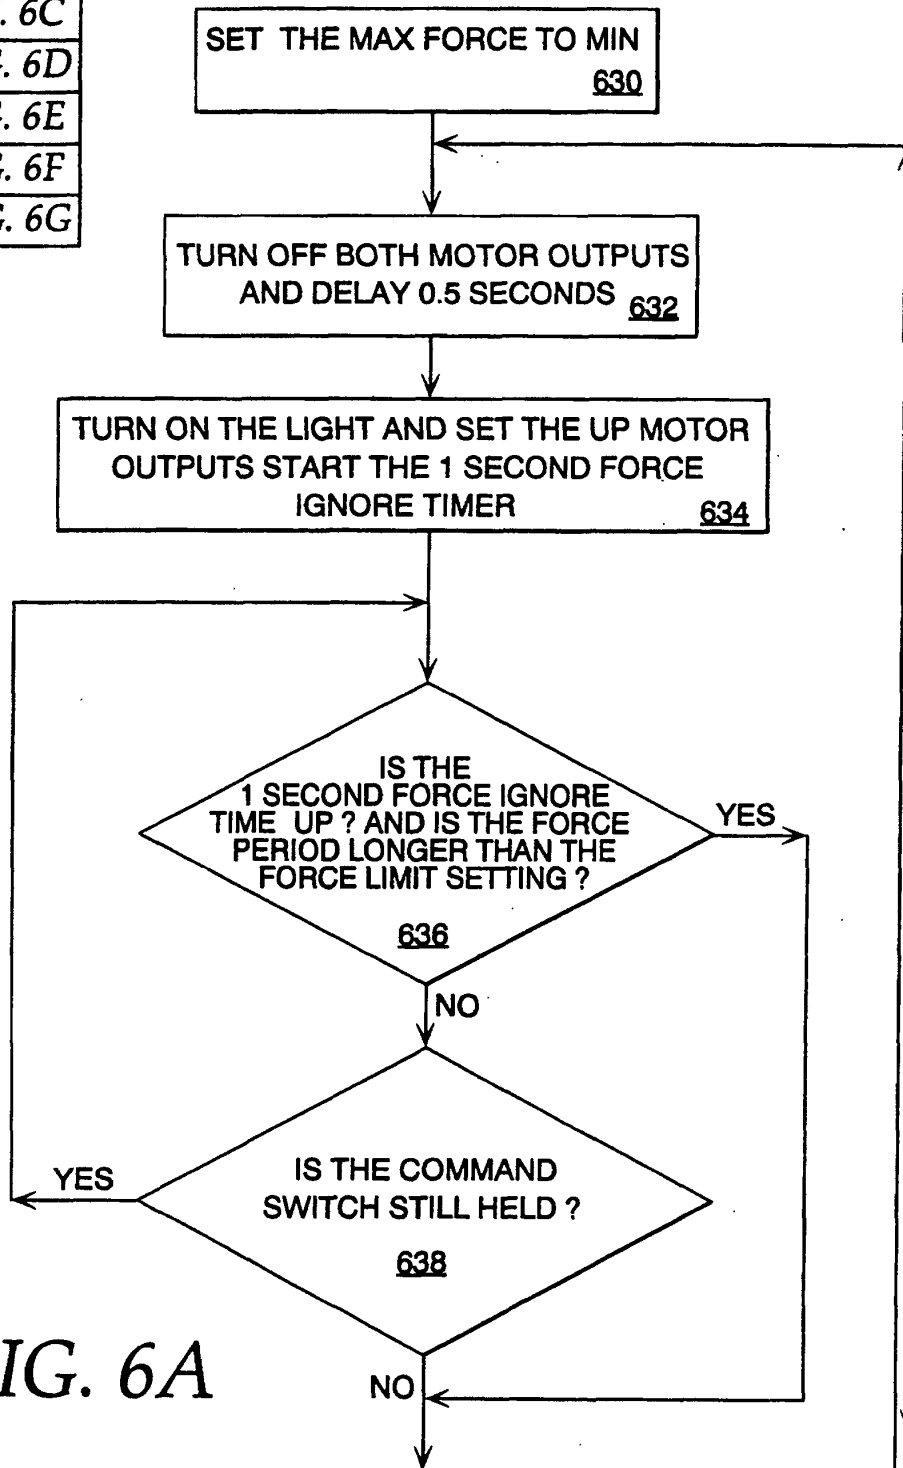 . 6C
. 6D
. 6E
. 6F
. 6G
SET THE MAX FORCE TO MIN
630
TURN OFF BOTH MOTOR OUTPUTS
AND DELAY 0.5 SECONDS
632
TURN ON THE LIGHT AND SET THE UP MOTOR
OUTPUTS START THE 1 SECOND FORCE
IGNORE TIMER
634
IS THE
1 SECOND FORCE IGNORE
TIME UP ? AND IS THE FORCE
PERIOD LONGER THAN THE
FORCE LIMIT SETTING ?
636
YES
NO
IS THE COMMAND
SWITCH STILL HELD ?
638
YES
NO
IG. 6A